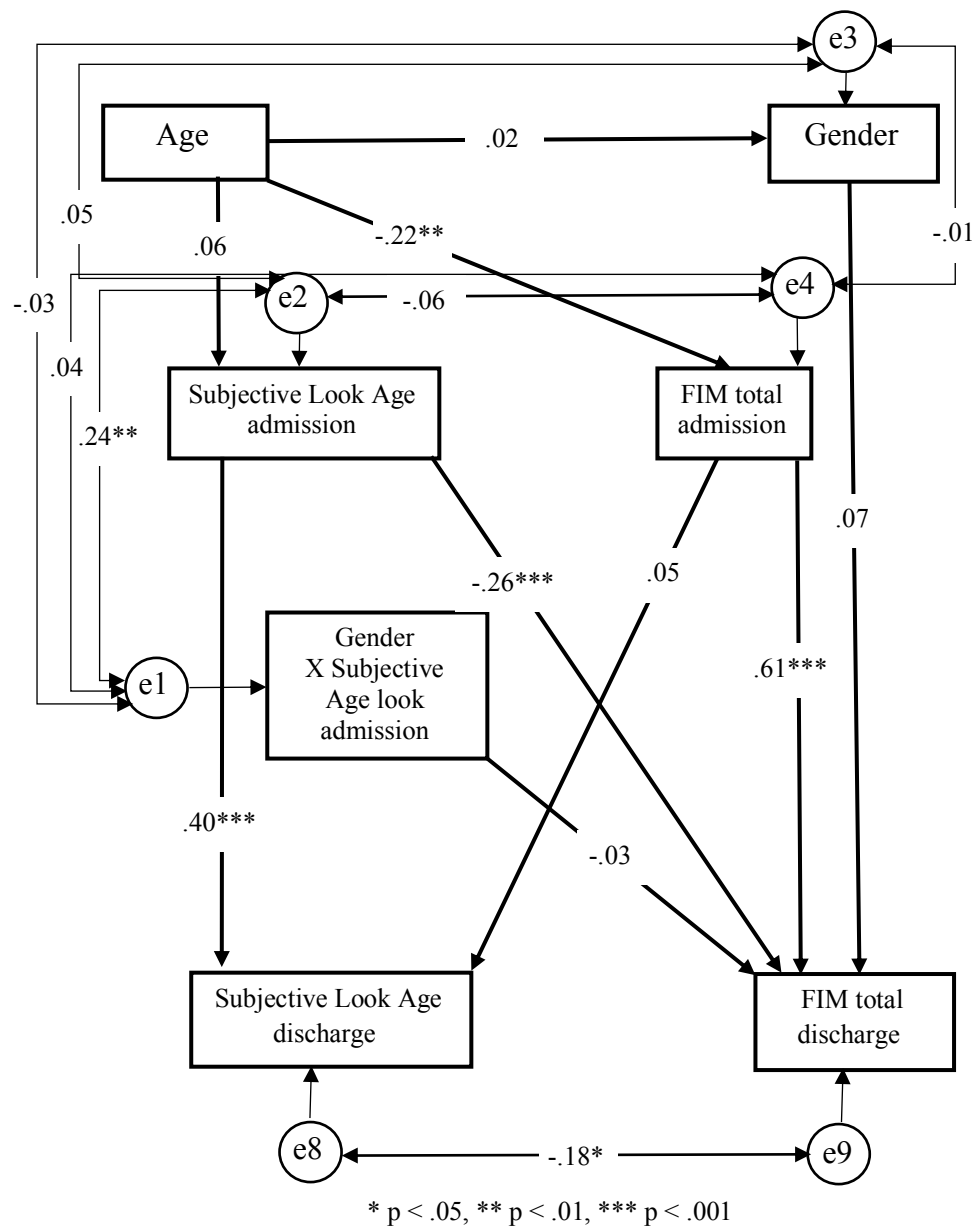 e3
Age
.02
Gender
.05
.06
-.22**
-.01
-.03
e2
-.06
e4
.04
Subjective Look Age
admission
FIM total
admission
.24**
.07
-.26***
.05
Gender
X Subjective
Age look
admission
.61***
e1
.40***
-.03
Subjective Look Age
discharge
FIM total
discharge
e8
-.18*
e9
* p < .05, ** p < .01, *** p < .001